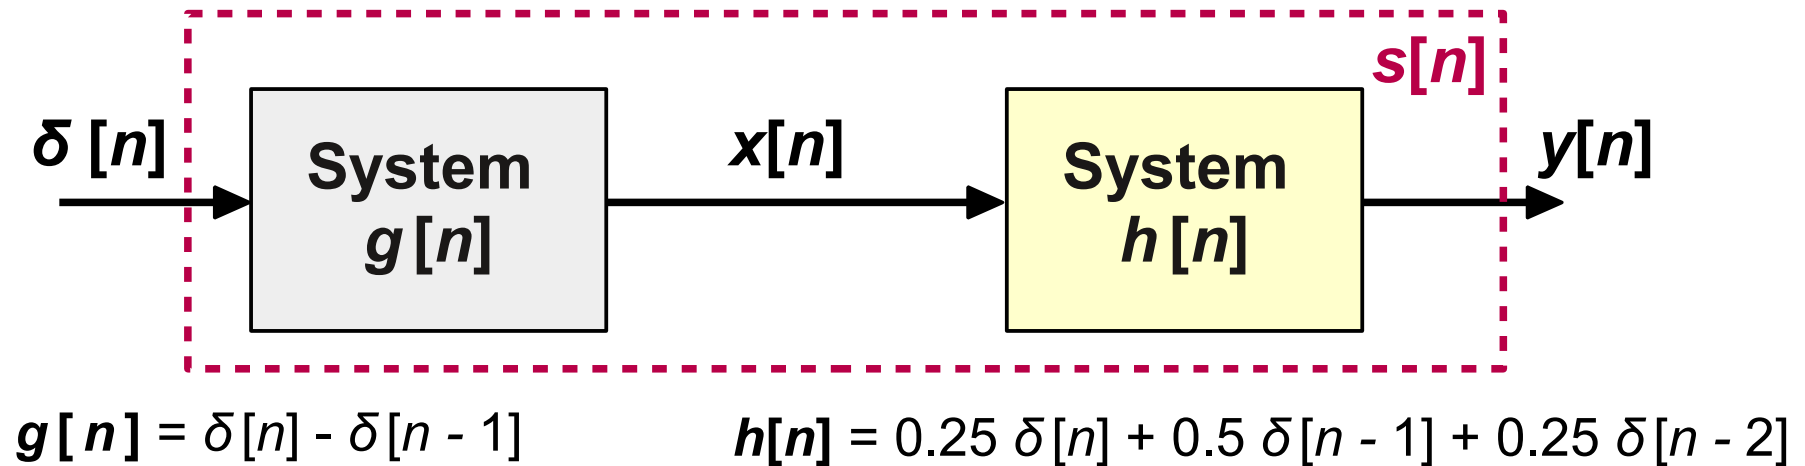 s[n]
δ [n]
System
g [n]
x[n]
System
h [n]
y[n]
g [ n ] = δ [n] - δ [n - 1]
h[n] = 0.25 δ [n] + 0.5 δ [n - 1] + 0.25 δ [n - 2]